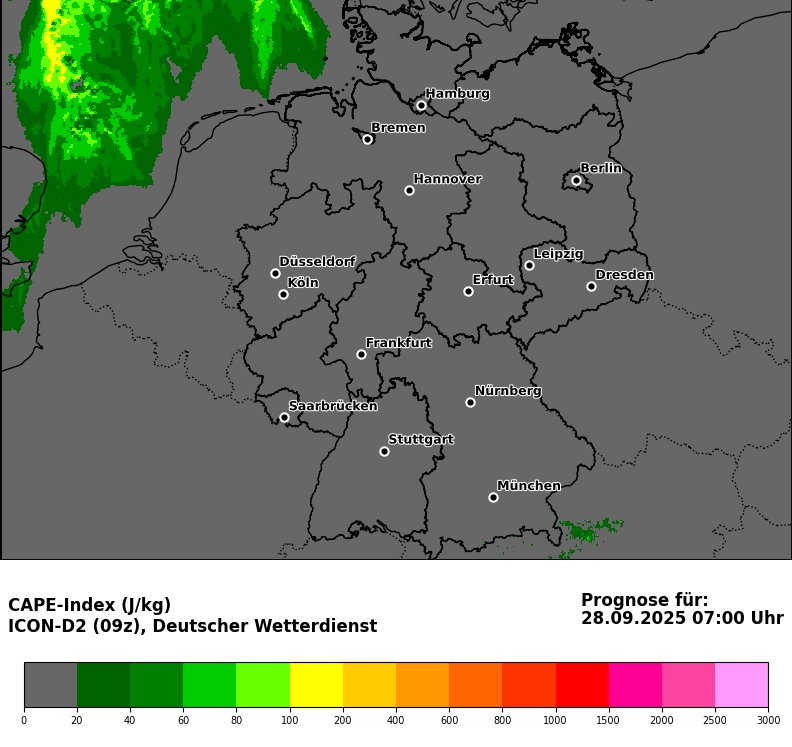 Hamburg
Bremen
Berlin
Hannover
Leipzig
Düsseldorf
Dresden
Köln
Erfurt
Frankfurt
Nürnberg
Saarbrücken
Stuttgart
München
CAPE-Index (J/kg)
ICON-D2 (09z), Deutscher Wetterdienst
Prognose für:
28.09.2025 07:00 Uhr
0 20 40 60 80 100 200 400 600 800 1000 1500 2000 2500 3000